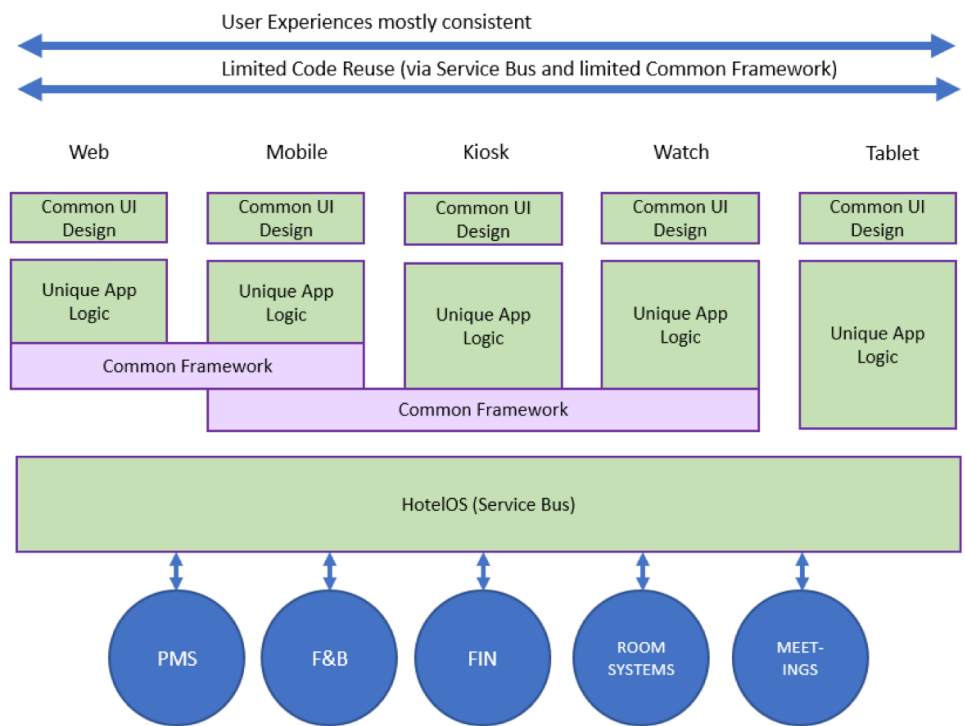 User Experiences mostly consistent
Limited Code Reuse (via Service Bus and limited Common Framework)
Web
Mobile
Kiosk
Watch
Tablet
Common UI
Design
Common UI
Design
Common UI
Design
Common UI
Design
Common UI
Design
Unique App
Logic
Unique App
Logic
Unique App
Logic
Unique App
Logic
Unique App
Logic
Common Framework
Common Framework
HotelOS (Service Bus)
PMS
F&B
FIN
ROOM
SYSTEMS
MEET-
INGS